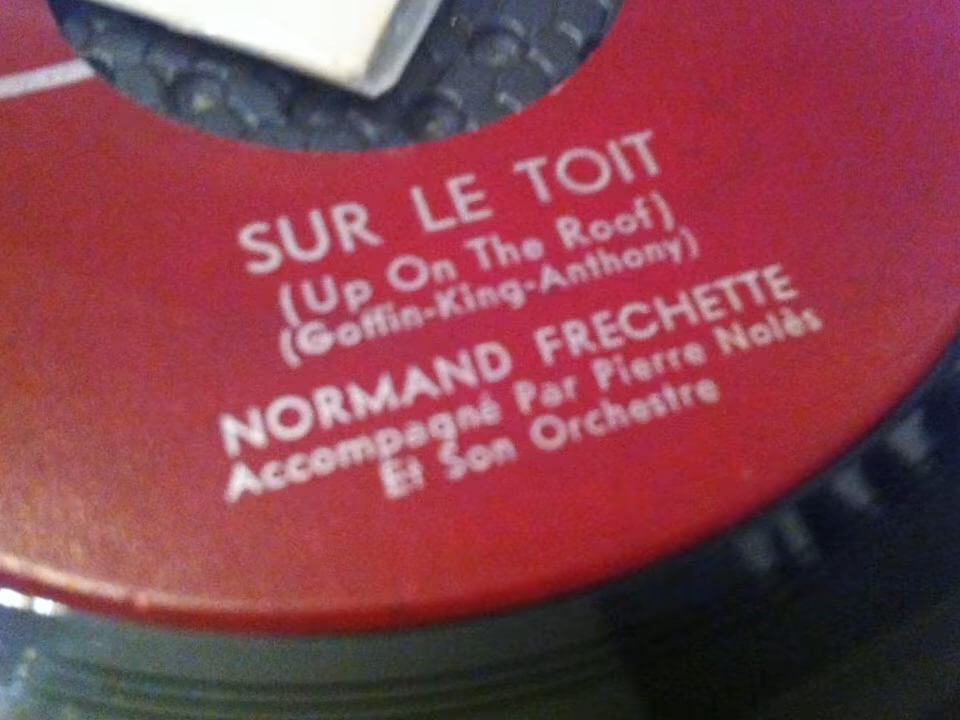 SUR LE TOIT
(Up On The Roof)
(Goffin-King-Anthony)
NORMAND FRECHETTE
Accompagné Par Pierre Nolès
Et Son Orchestre